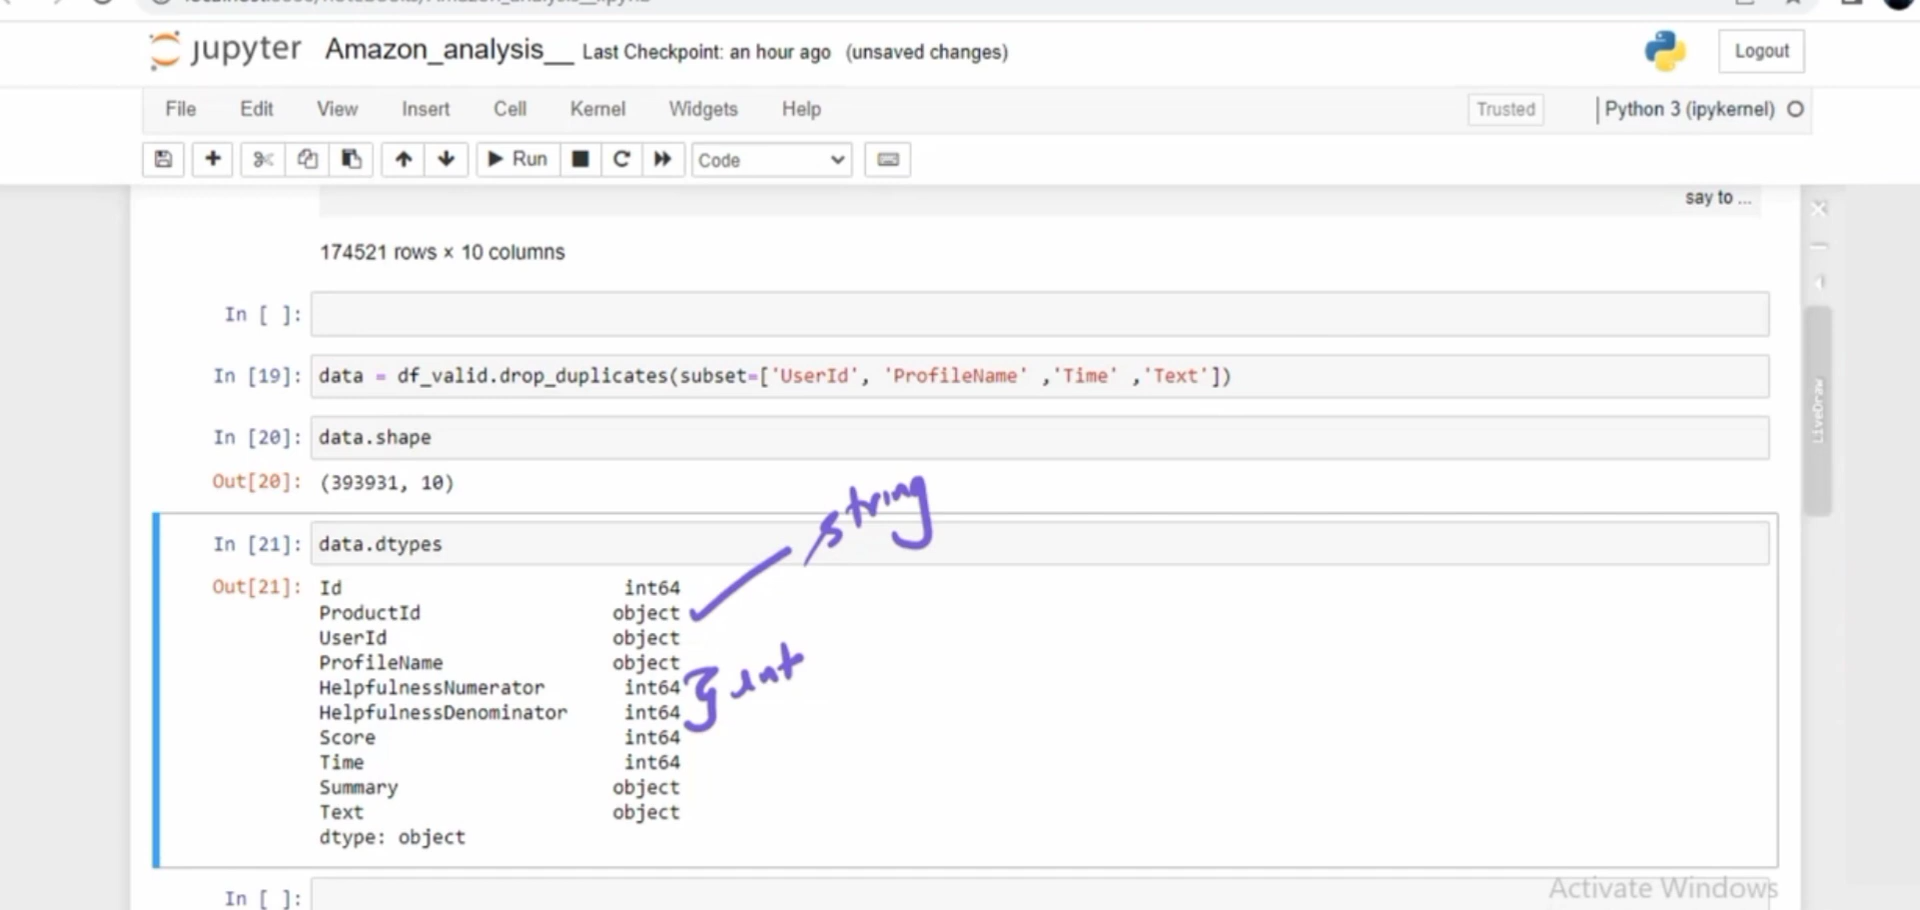 jupyter Amazon_analysis__ Last Checkpoint: an hour ago (unsaved changes)
Logout
File Edit View Insert Cell Kernel Widgets Help
Trusted
Python 3 (ipykernel)
Run
Code
say to ...
174521 rows × 10 columns
In [ ]:
In [19]: data = df_valid.drop_duplicates(subset=['UserId', 'ProfileName' ,'Time' ,'Text'])
In [20]: data.shape
Out[20]: (393931, 10)
string
In [21]: data.dtypes
Out[21]: Id int64
ProductId object
UserId object
ProfileName object
HelpfulnessNumerator int64
int
HelpfulnessDenominator int64
Score int64
Time int64
Summary object
Text object
dtype: object
In [ ]:
LiveDraw
Activate Windows